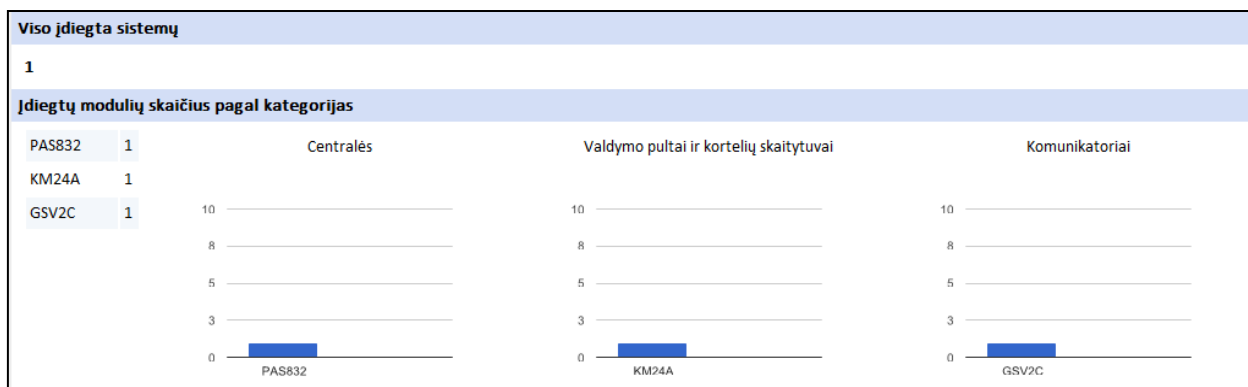 Viso įdiegta sistemų
1
Įdiegtų modulių skaičius pagal kategorijas
PAS832 1
KM24A 1
GSV2C 1
Centralės
10
8
5
3
0
PAS832
Valdymo pultai ir kortelių skaitytuvai
10
8
5
3
0
KM24A
Komunikatoriai
10
8
5
3
0
GSV2C